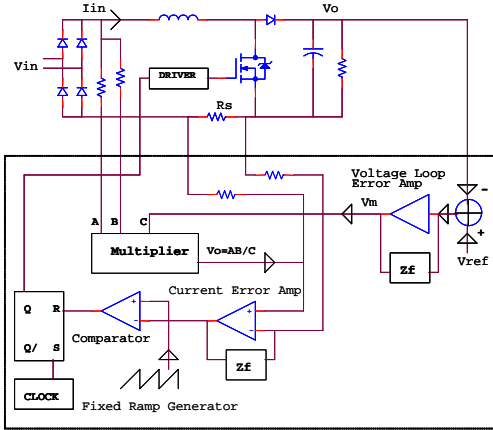 Iin
Vo
Vin
DRIVER
Rs
Voltage Loop
Error Amp
Vm
-
A B C
+
Multiplier
Vo=AB/C
Zf
Vref
Current Error Amp
Q R
+
+
-
-
Comparator
Q/ S
Zf
CLOCK
Fixed Ramp Generator